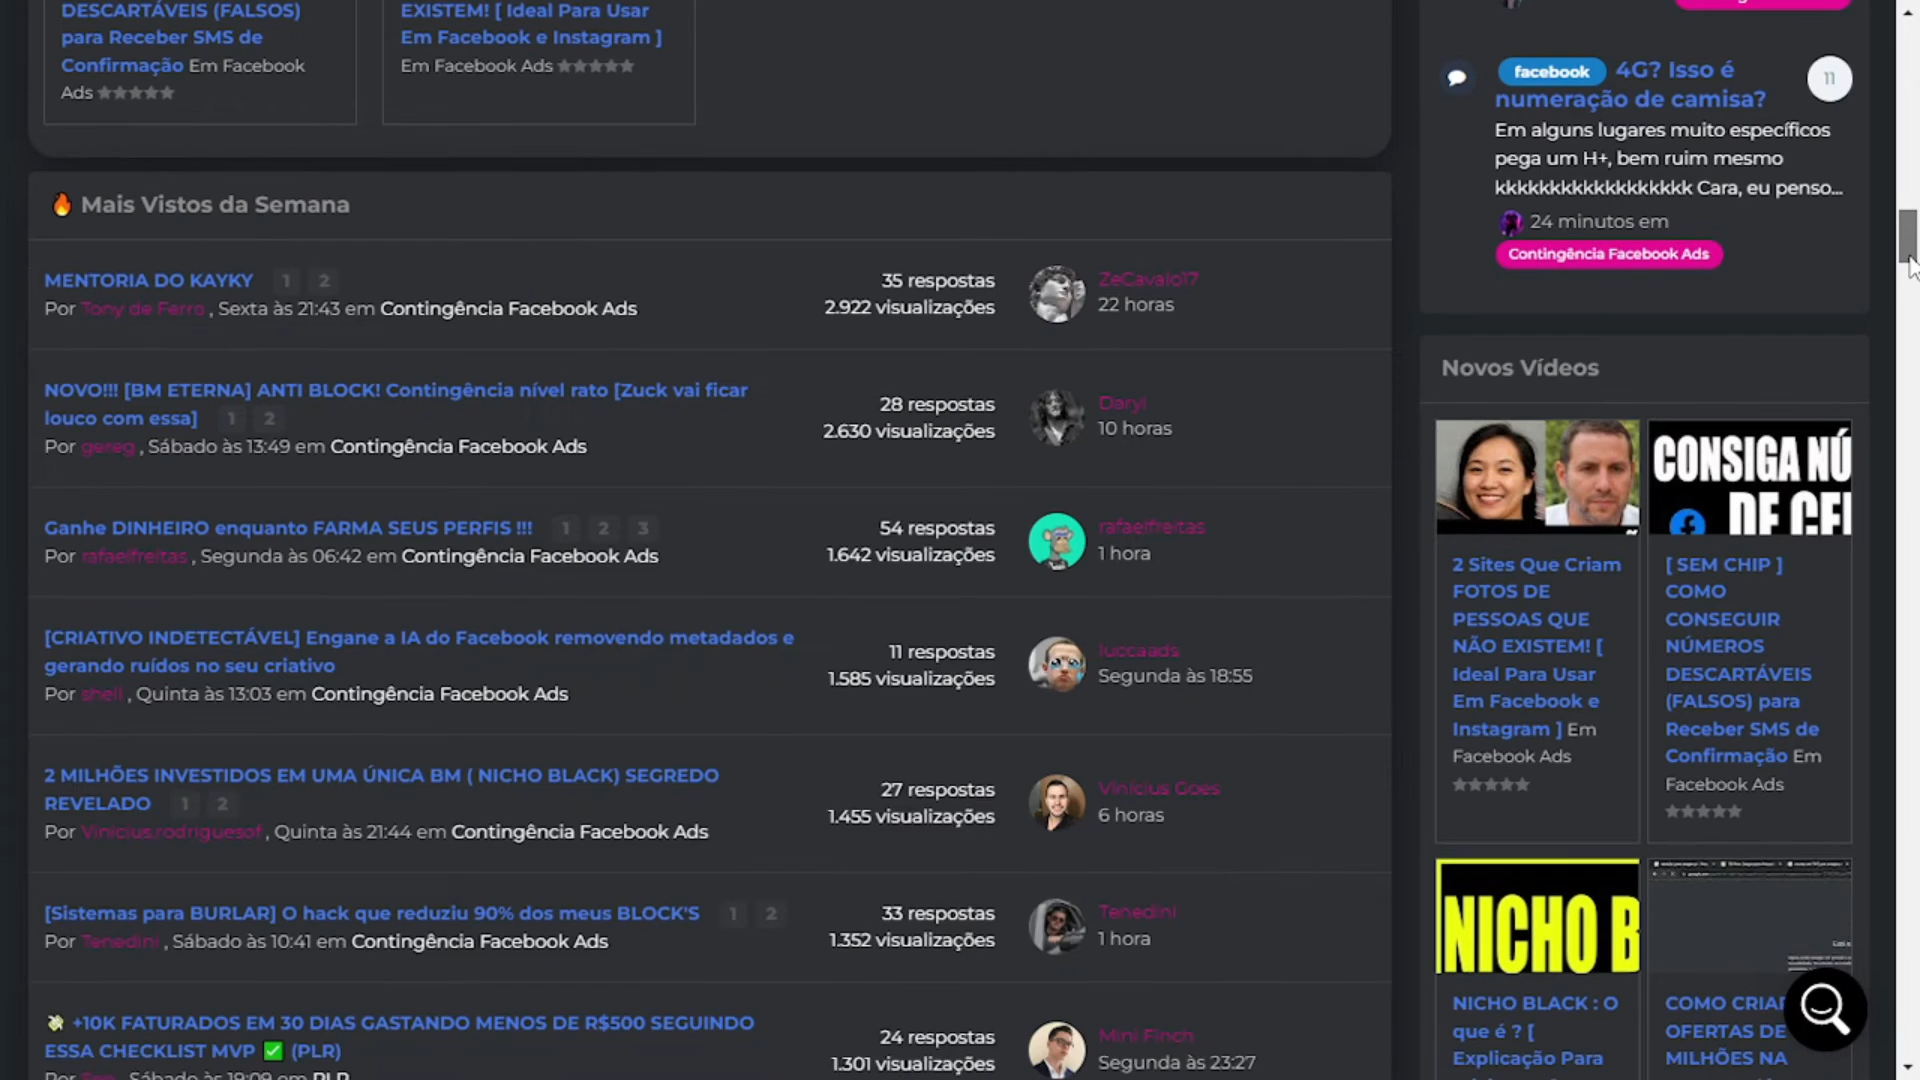 DESCARTÁVEIS (FALSOS)
para Receber SMS de
Confirmação Em Facebook
Ads
EXISTEM! [ Ideal Para Usar
Em Facebook e Instagram ]
Em Facebook Ads
facebook 4G? Isso é
numeração de camisa?
11
Em alguns lugares muito específicos
pega um H+, bem ruim mesmo
kkkkkkkkkkkkkkkkkk Cara, eu penso...
24 minutos em
Contingência Facebook Ads
Mais Vistos da Semana
MENTORIA DO KAYKY 1 2
Por Tony de Ferro , Sexta às 21:43 em Contingência Facebook Ads
35 respostas
2.922 visualizações
ZeCavalo17
22 horas
NOVO!!! [BM ETERNA] ANTI BLOCK! Contingência nível rato [Zuck vai ficar
louco com essa] 1 2
Por gereg , Sábado às 13:49 em Contingência Facebook Ads
28 respostas
2.630 visualizações
Daryl
10 horas
Ganhe DINHEIRO enquanto FARMA SEUS PERFIS !!! 1 2 3
Por rafaelfreitas , Segunda às 06:42 em Contingência Facebook Ads
54 respostas
1.642 visualizações
rafaelfreitas
1 hora
[CRIATIVO INDETECTÁVEL] Engane a IA do Facebook removendo metadados e
gerando ruídos no seu criativo
Por shell , Quinta às 13:03 em Contingência Facebook Ads
11 respostas
1.585 visualizações
luccaads
Segunda às 18:55
2 MILHÕES INVESTIDOS EM UMA ÚNICA BM ( NICHO BLACK) SEGREDO
REVELADO 1 2
Por Vinicius.rodriguesof , Quinta às 21:44 em Contingência Facebook Ads
27 respostas
1.455 visualizações
Vinicius Goes
6 horas
[Sistemas para BURLAR] O hack que reduziu 90% dos meus BLOCK'S 1 2
Por Tenedini , Sábado às 10:41 em Contingência Facebook Ads
33 respostas
1.352 visualizações
Tenedini
1 hora
+10K FATURADOS EM 30 DIAS GASTANDO MENOS DE R$500 SEGUINDO
ESSA CHECKLIST MVP ✅ (PLR)
Por , Sábado às 19:09 em PLR
24 respostas
1.301 visualizações
Mini Finch
Segunda às 23:27
Novos Vídeos
CONSIGA NÚ
DE CEL
2 Sites Que Criam
FOTOS DE
PESSOAS QUE
NÃO EXISTEM! [
Ideal Para Usar
Em Facebook e
Instagram ] Em
Facebook Ads
[ SEM CHIP ]
COMO
CONSEGUIR
NÚMEROS
DESCARTÁVEIS
(FALSOS) para
Receber SMS de
Confirmação Em
Facebook Ads
NICHO B
NICHO BLACK : O
que é ? [
Explicação Para
COMO CRIA
OFERTAS DE
MILHÕES NA